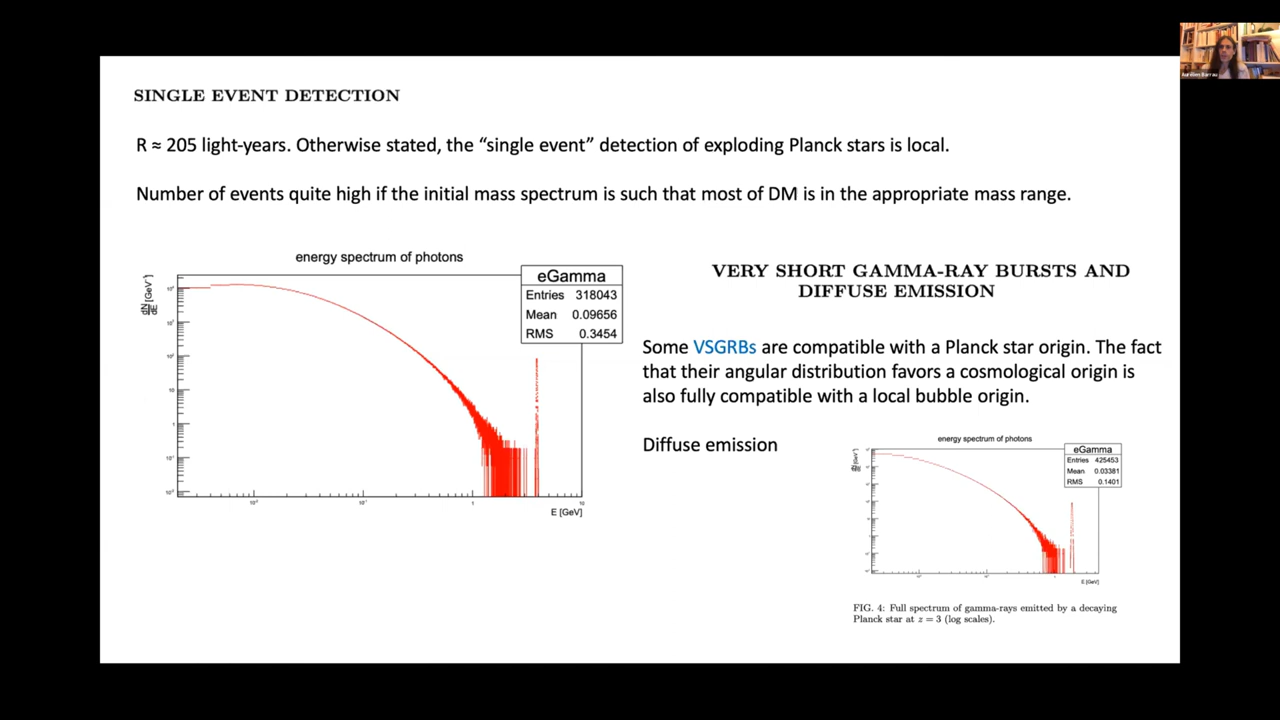 Aurélien Barrau
SINGLE EVENT DETECTION
R ≈ 205 light-years. Otherwise stated, the “single event” detection of exploding Planck stars is local.
Number of events quite high if the initial mass spectrum is such that most of DM is in the appropriate mass range.
energy spectrum of photons
eGamma
Entries 318043
Mean 0.09656
RMS 0.3454
E [GeV]
VERY SHORT GAMMA-RAY BURSTS AND
DIFFUSE EMISSION
Some VSGRBs are compatible with a Planck star origin. The fact
that their angular distribution favors a cosmological origin is
also fully compatible with a local bubble origin.
Diffuse emission
energy spectrum of photons
eGamma
Entries 425453
Mean 0.03381
RMS 0.1401
E [GeV]
FIG. 4: Full spectrum of gamma-rays emitted by a decaying
Planck star at z = 3 (log scales).